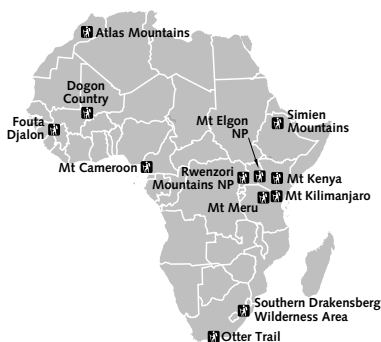 Atlas Mountains
Dogon
Country
Fouta
Djalon
Mt Elgon
NP
Simien
Mountains
Mt Cameroon
Rwenzori
Mountains NP
Mt Kenya
Mt Kilimanjaro
Mt Meru
Southern Drakensberg
Wilderness Area
Otter Trail